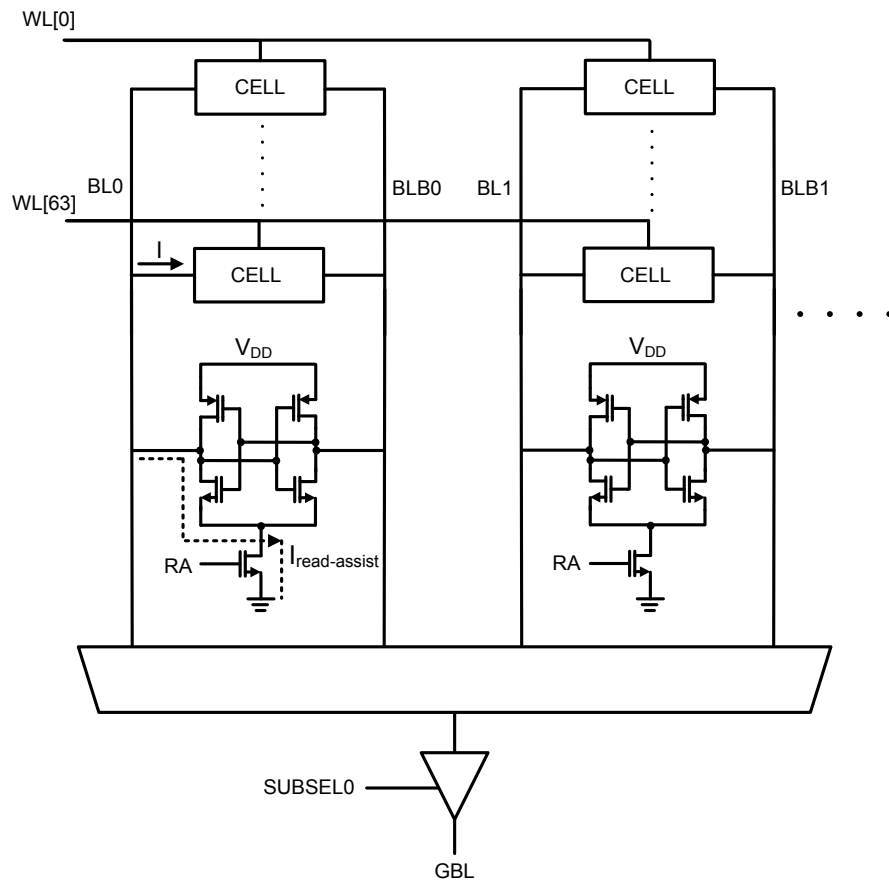 WL[0]
CELL
CELL
BL0
BLB0
BL1
BLB1
WL[63]
I
CELL
CELL
VDD
VDD
RA
Iread-assist
RA
SUBSEL0
GBL